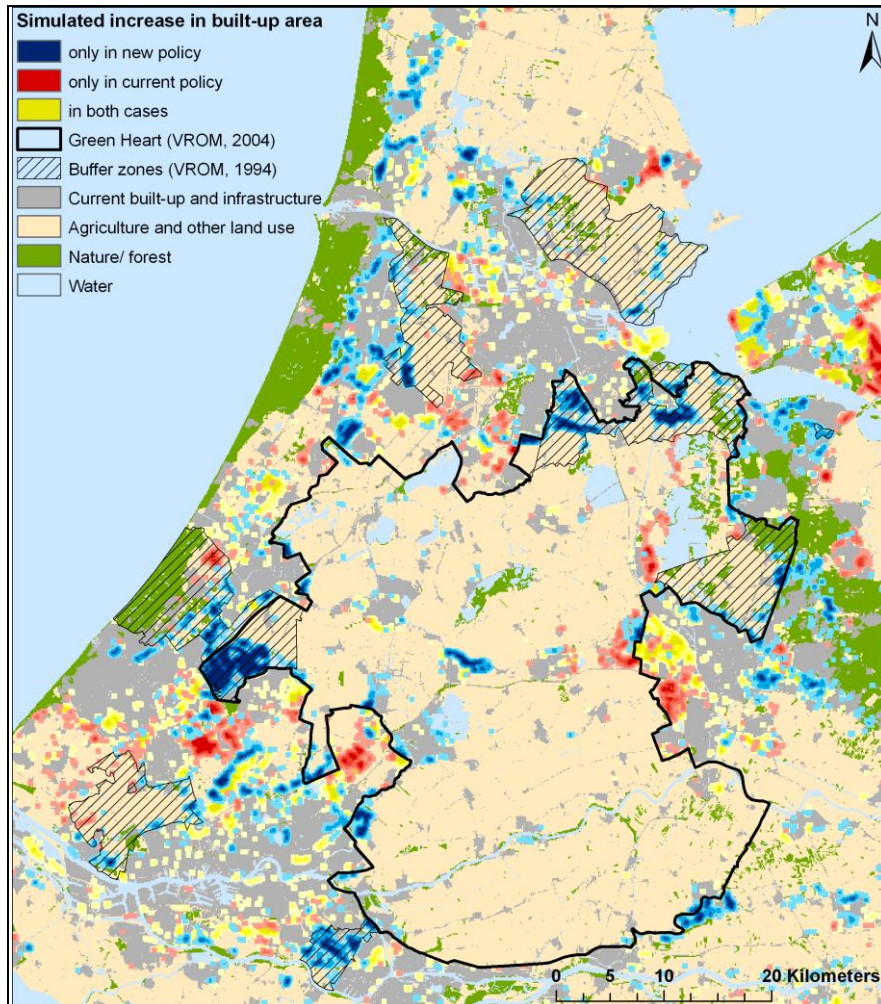 Simulated increase in built-up area
only in new policy
only in current policy
in both cases
Green Heart (VROM, 2004)
Buffer zones (VROM, 1994)
Current built-up and infrastructure
Agriculture and other land use
Nature/ forest
Water
N
0 5 10 20 Kilometers